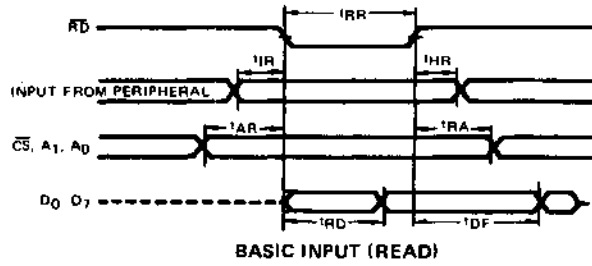 tRR
RD
tIR tHR
INPUT FROM PERIPHERAL
tAR tRA
CS, A1, A0
D0 D7
tRD tDF
BASIC INPUT (READ)